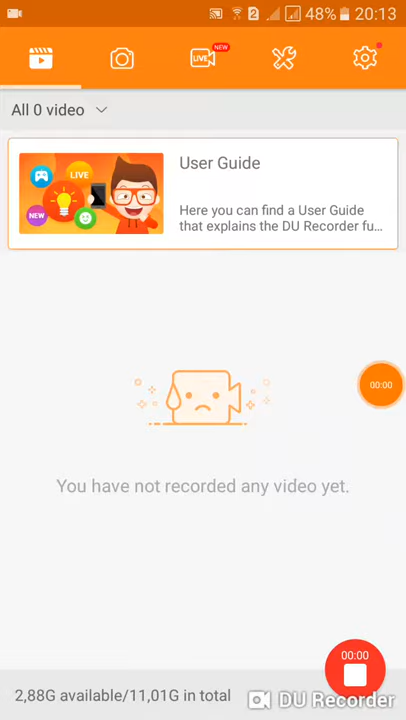 2 48% 20:13
LIVE NEW
All 0 video
User Guide
LIVE
NEW
Here you can find a User Guide
that explains the DU Recorder fu...
00:00
You have not recorded any video yet.
00:00
2,88G available/11,01G in total
DU Recorder